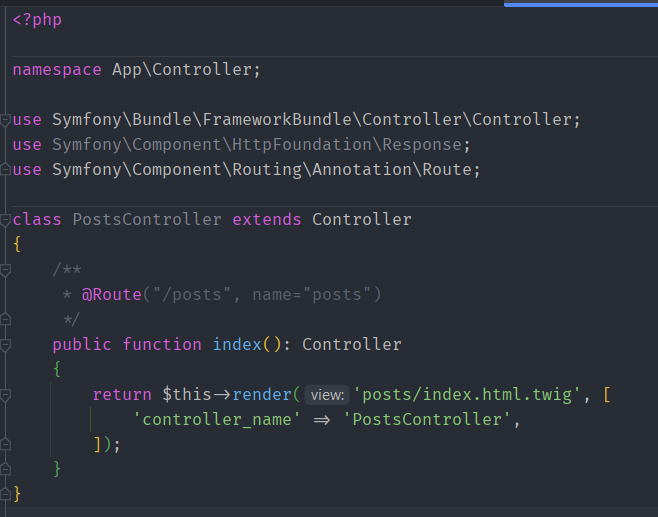 <?php
namespace App\Controller;
use Symfony\Bundle\FrameworkBundle\Controller\Controller;
use Symfony\Component\HttpFoundation\Response;
use Symfony\Component\Routing\Annotation\Route;
class PostsController extends Controller
{
/**
* @Route("/posts", name="posts")
*/
public function index(): Controller
{
return $this->render( view: 'posts/index.html.twig', [
'controller_name' => 'PostsController',
]);
}
}